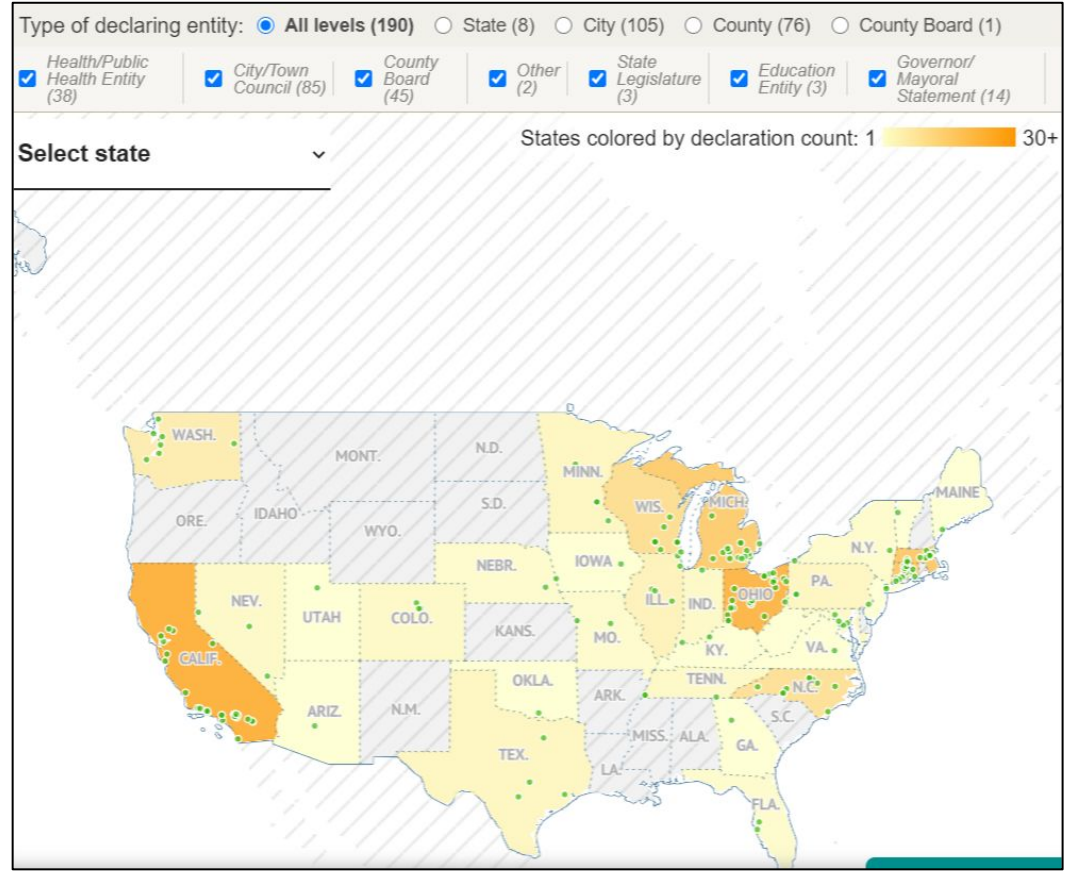 Type of declaring entity: All levels (190) State (8) City (105) County (76) County Board (1)
Health/Public
Health Entity
(38)
City/Town
Council (85)
County
Board
(45)
Other
(2)
State
Legislature
(3)
Education
Entity (3)
Governor/
Mayoral
Statement (14)
Select state
States colored by declaration count: 1 30+
WASH.
MONT.
N.D.
MINN.
MAINE
ORE.
IDAHO
S.D.
WIS.
MICH.
WYO.
N.Y.
NEBR.
IOWA
PA.
NEV.
UTAH
COLO.
ILL.
IND.
OHIO
KANS.
MO.
KY.
VA.
CALIF.
OKLA.
TENN.
N.C.
ARIZ.
N.M.
ARK.
S.C.
MISS.
ALA.
GA.
TEX.
LA.
FLA.